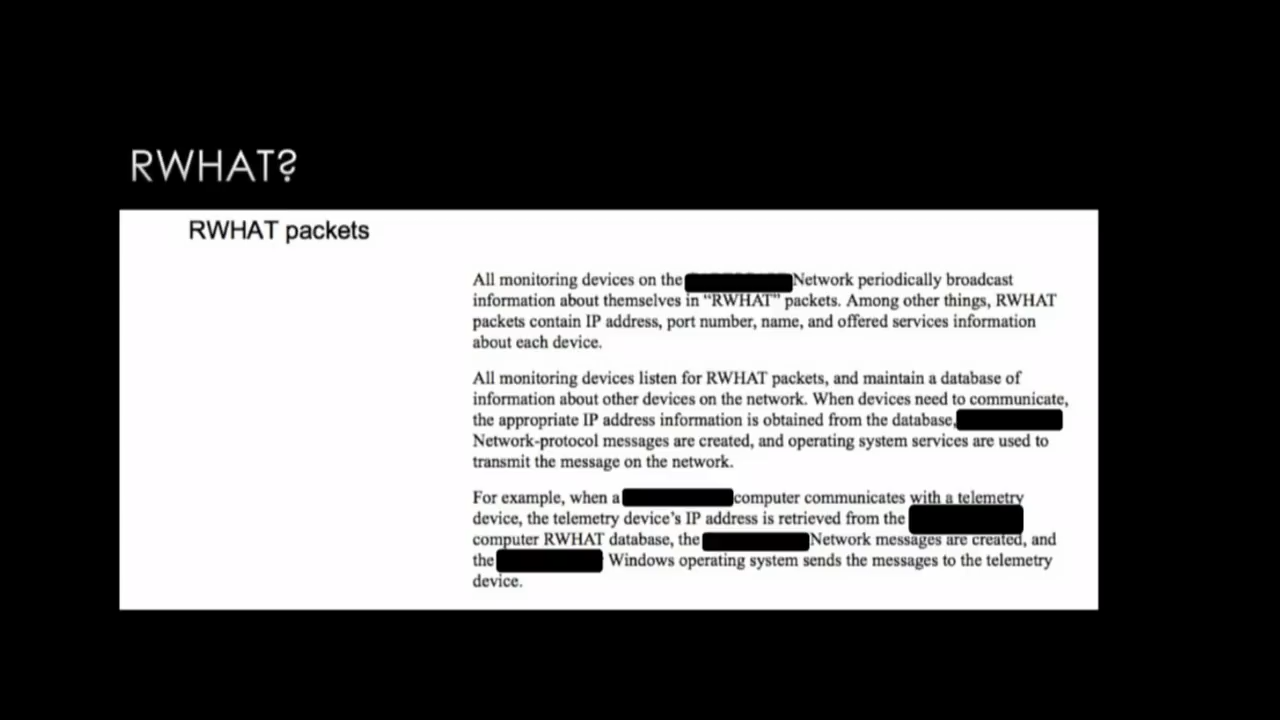 RWHAT?
RWHAT packets
All monitoring devices on the Network periodically broadcast
information about themselves in “RWHAT” packets. Among other things, RWHAT
packets contain IP address, port number, name, and offered services information
about each device.
All monitoring devices listen for RWHAT packets, and maintain a database of
information about other devices on the network. When devices need to communicate,
the appropriate IP address information is obtained from the database,
Network-protocol messages are created, and operating system services are used to
transmit the message on the network.
For example, when a computer communicates with a telemetry
device, the telemetry device’s IP address is retrieved from the
computer RWHAT database, the Network messages are created, and
the Windows operating system sends the messages to the telemetry
device.